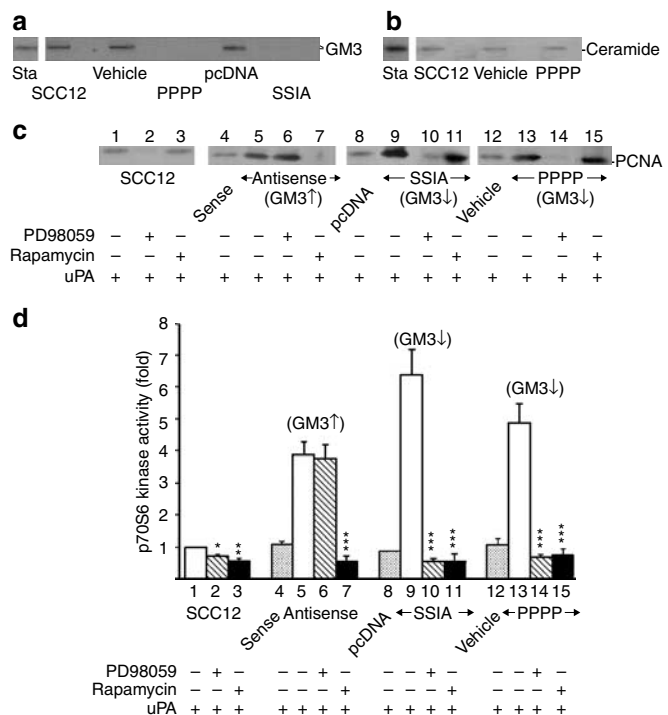 a
GM3
Sta
SCC12
Vehicle
PPPP
pcDNA
SSIA
b
Ceramide
Sta SCC12 Vehicle PPPP
c
1 2 3 4 5 6 7 8 9 10 11 12 13 14 15
PCNA
SCC12
Sense
Antisense
(GM3↑)
pcDNA
SSIA
(GM3↓)
Vehicle
PPPP
(GM3↓)
PD98059 – + – – – + – – – + – – – + –
Rapamycin – – + – – – + – – – + – – – +
uPA + + + + + + + + + + + + + + +
d
p70S6 kinase activity (fold)
8
7
6
5
4
3
2
1
(GM3↑)
(GM3↓)
(GM3↓)
* ** *** *** *** *** ***
1 2 3 4 5 6 7 8 9 10 11 12 13 14 15
SCC12
Sense
Antisense
pcDNA
SSIA
Vehicle
PPPP
PD98059 – + – – – + – – – + – – – + –
Rapamycin – – + – – – + – – – + – – – +
uPA + + + + + + + + + + + + + + +